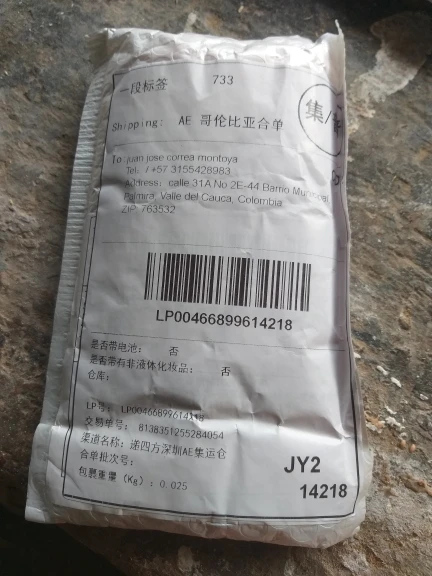 一段标签 733
集/
Shipping: AE 哥伦比亚合单
To: juan jose correa montoya
Tel. / +57 3155428983
Address: calle 31A No 2E-44 Barrio Municipal
Palmira, Valle del Cauca, Colombia
ZIP 763532
LP00466899614218
是否带电池: 否
是否带有非液体化妆品: 否
仓库:
LP号: LP00466899614218
交易单号: 8138351255284054
渠道名称: 递四方深圳AE集运仓
合单批次号:
包裹重量 (Kg): 0.025
JY2
14218